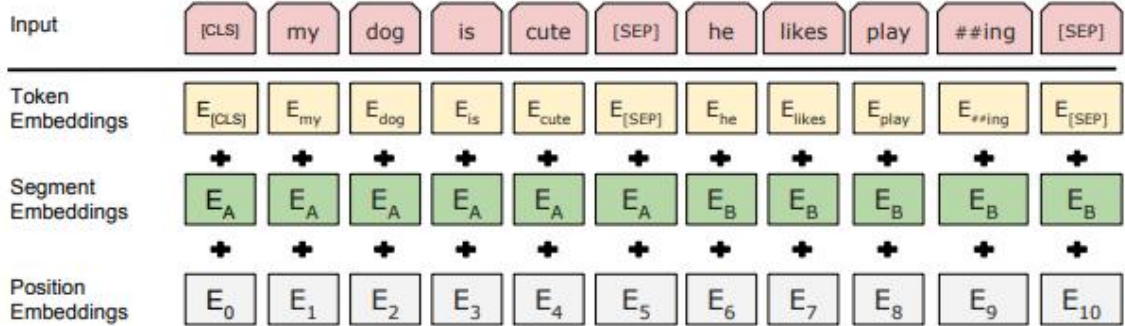 Input [CLS] my dog is cute [SEP] he likes play ##ing [SEP]
Token
Embeddings E[CLS] Emy Edog Eis Ecute E[SEP] Ehe Elikes Eplay E##ing E[SEP]
Segment
Embeddings EA EA EA EA EA EA EB EB EB EB EB
Position
Embeddings E0 E1 E2 E3 E4 E5 E6 E7 E8 E9 E10